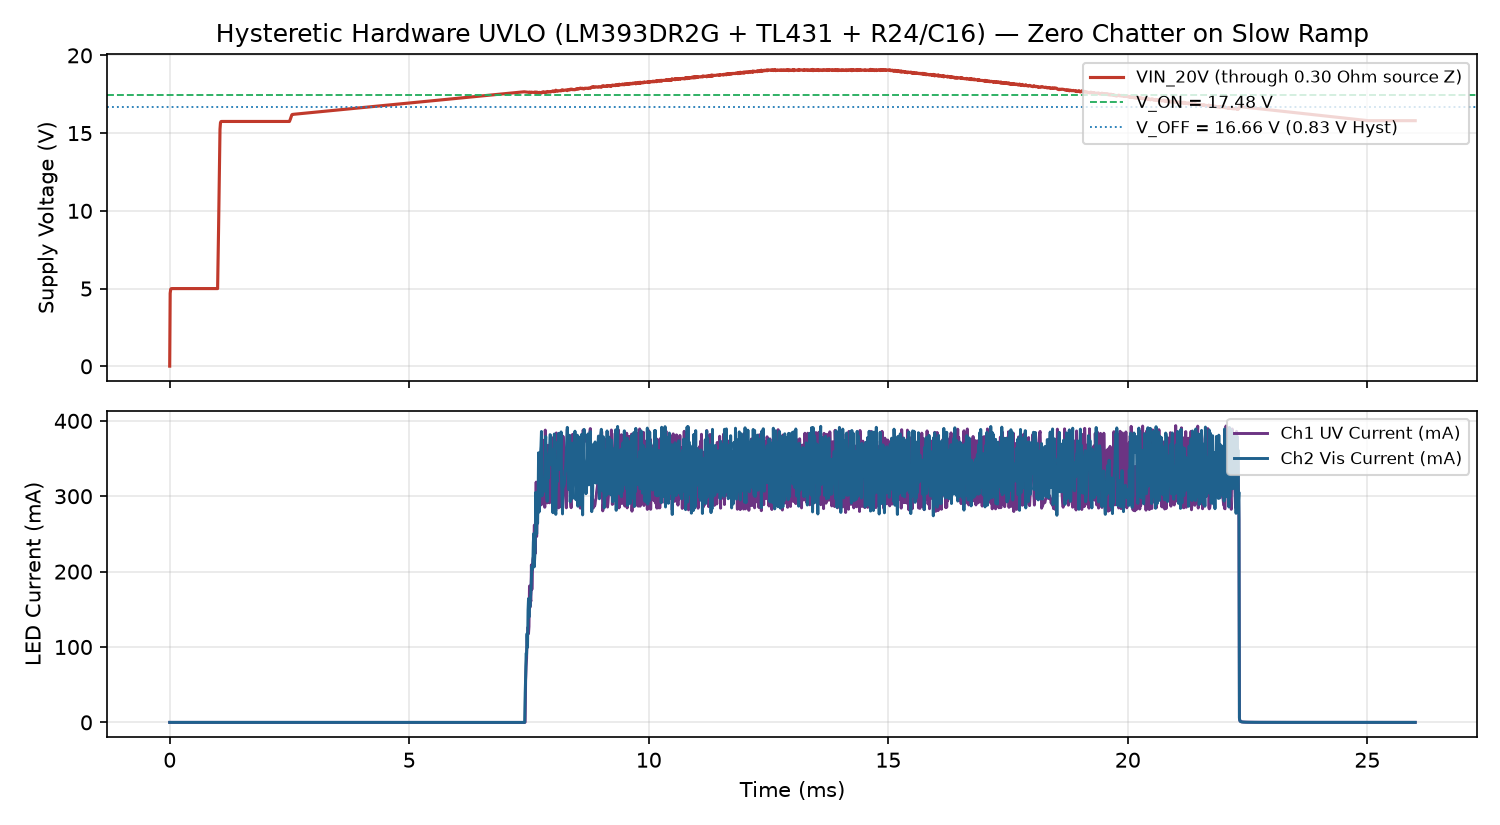 Hysteretic Hardware UVLO (LM393DR2G + TL431 + R24/C16) — Zero Chatter on Slow Ramp
Supply Voltage (V)
20
15
10
5
0
VIN_20V (through 0.30 Ohm source Z)
V_ON = 17.48 V
V_OFF = 16.66 V (0.83 V Hyst)
LED Current (mA)
400
300
200
100
0
Ch1 UV Current (mA)
Ch2 Vis Current (mA)
0 5 10 15 20 25
Time (ms)